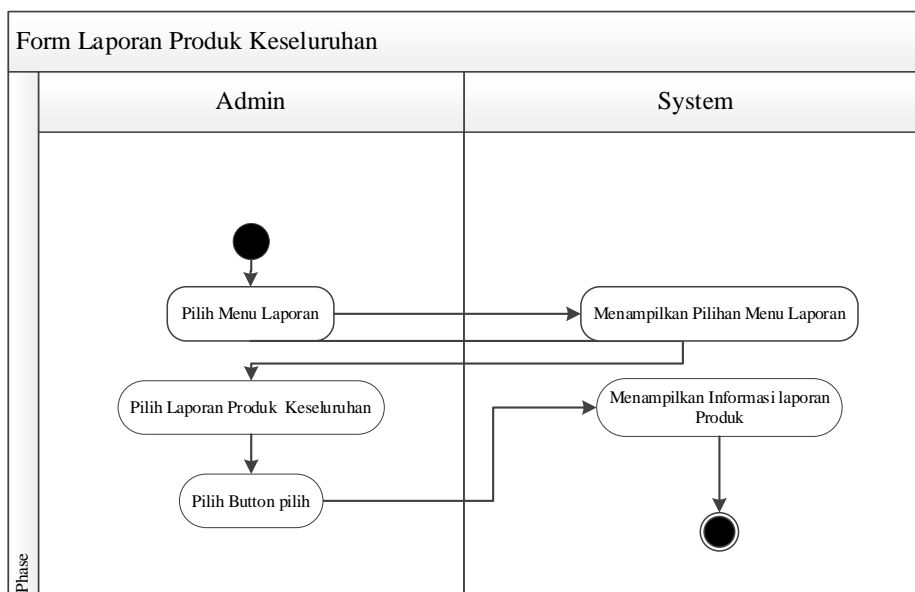 Form Laporan Produk Keseluruhan
Admin
System
Pilih Menu Laporan
Menampilkan Pilihan Menu Laporan
Pilih Laporan Produk Keseluruhan
Menampilkan Informasi laporan
Produk
Pilih Button pilih
Phase